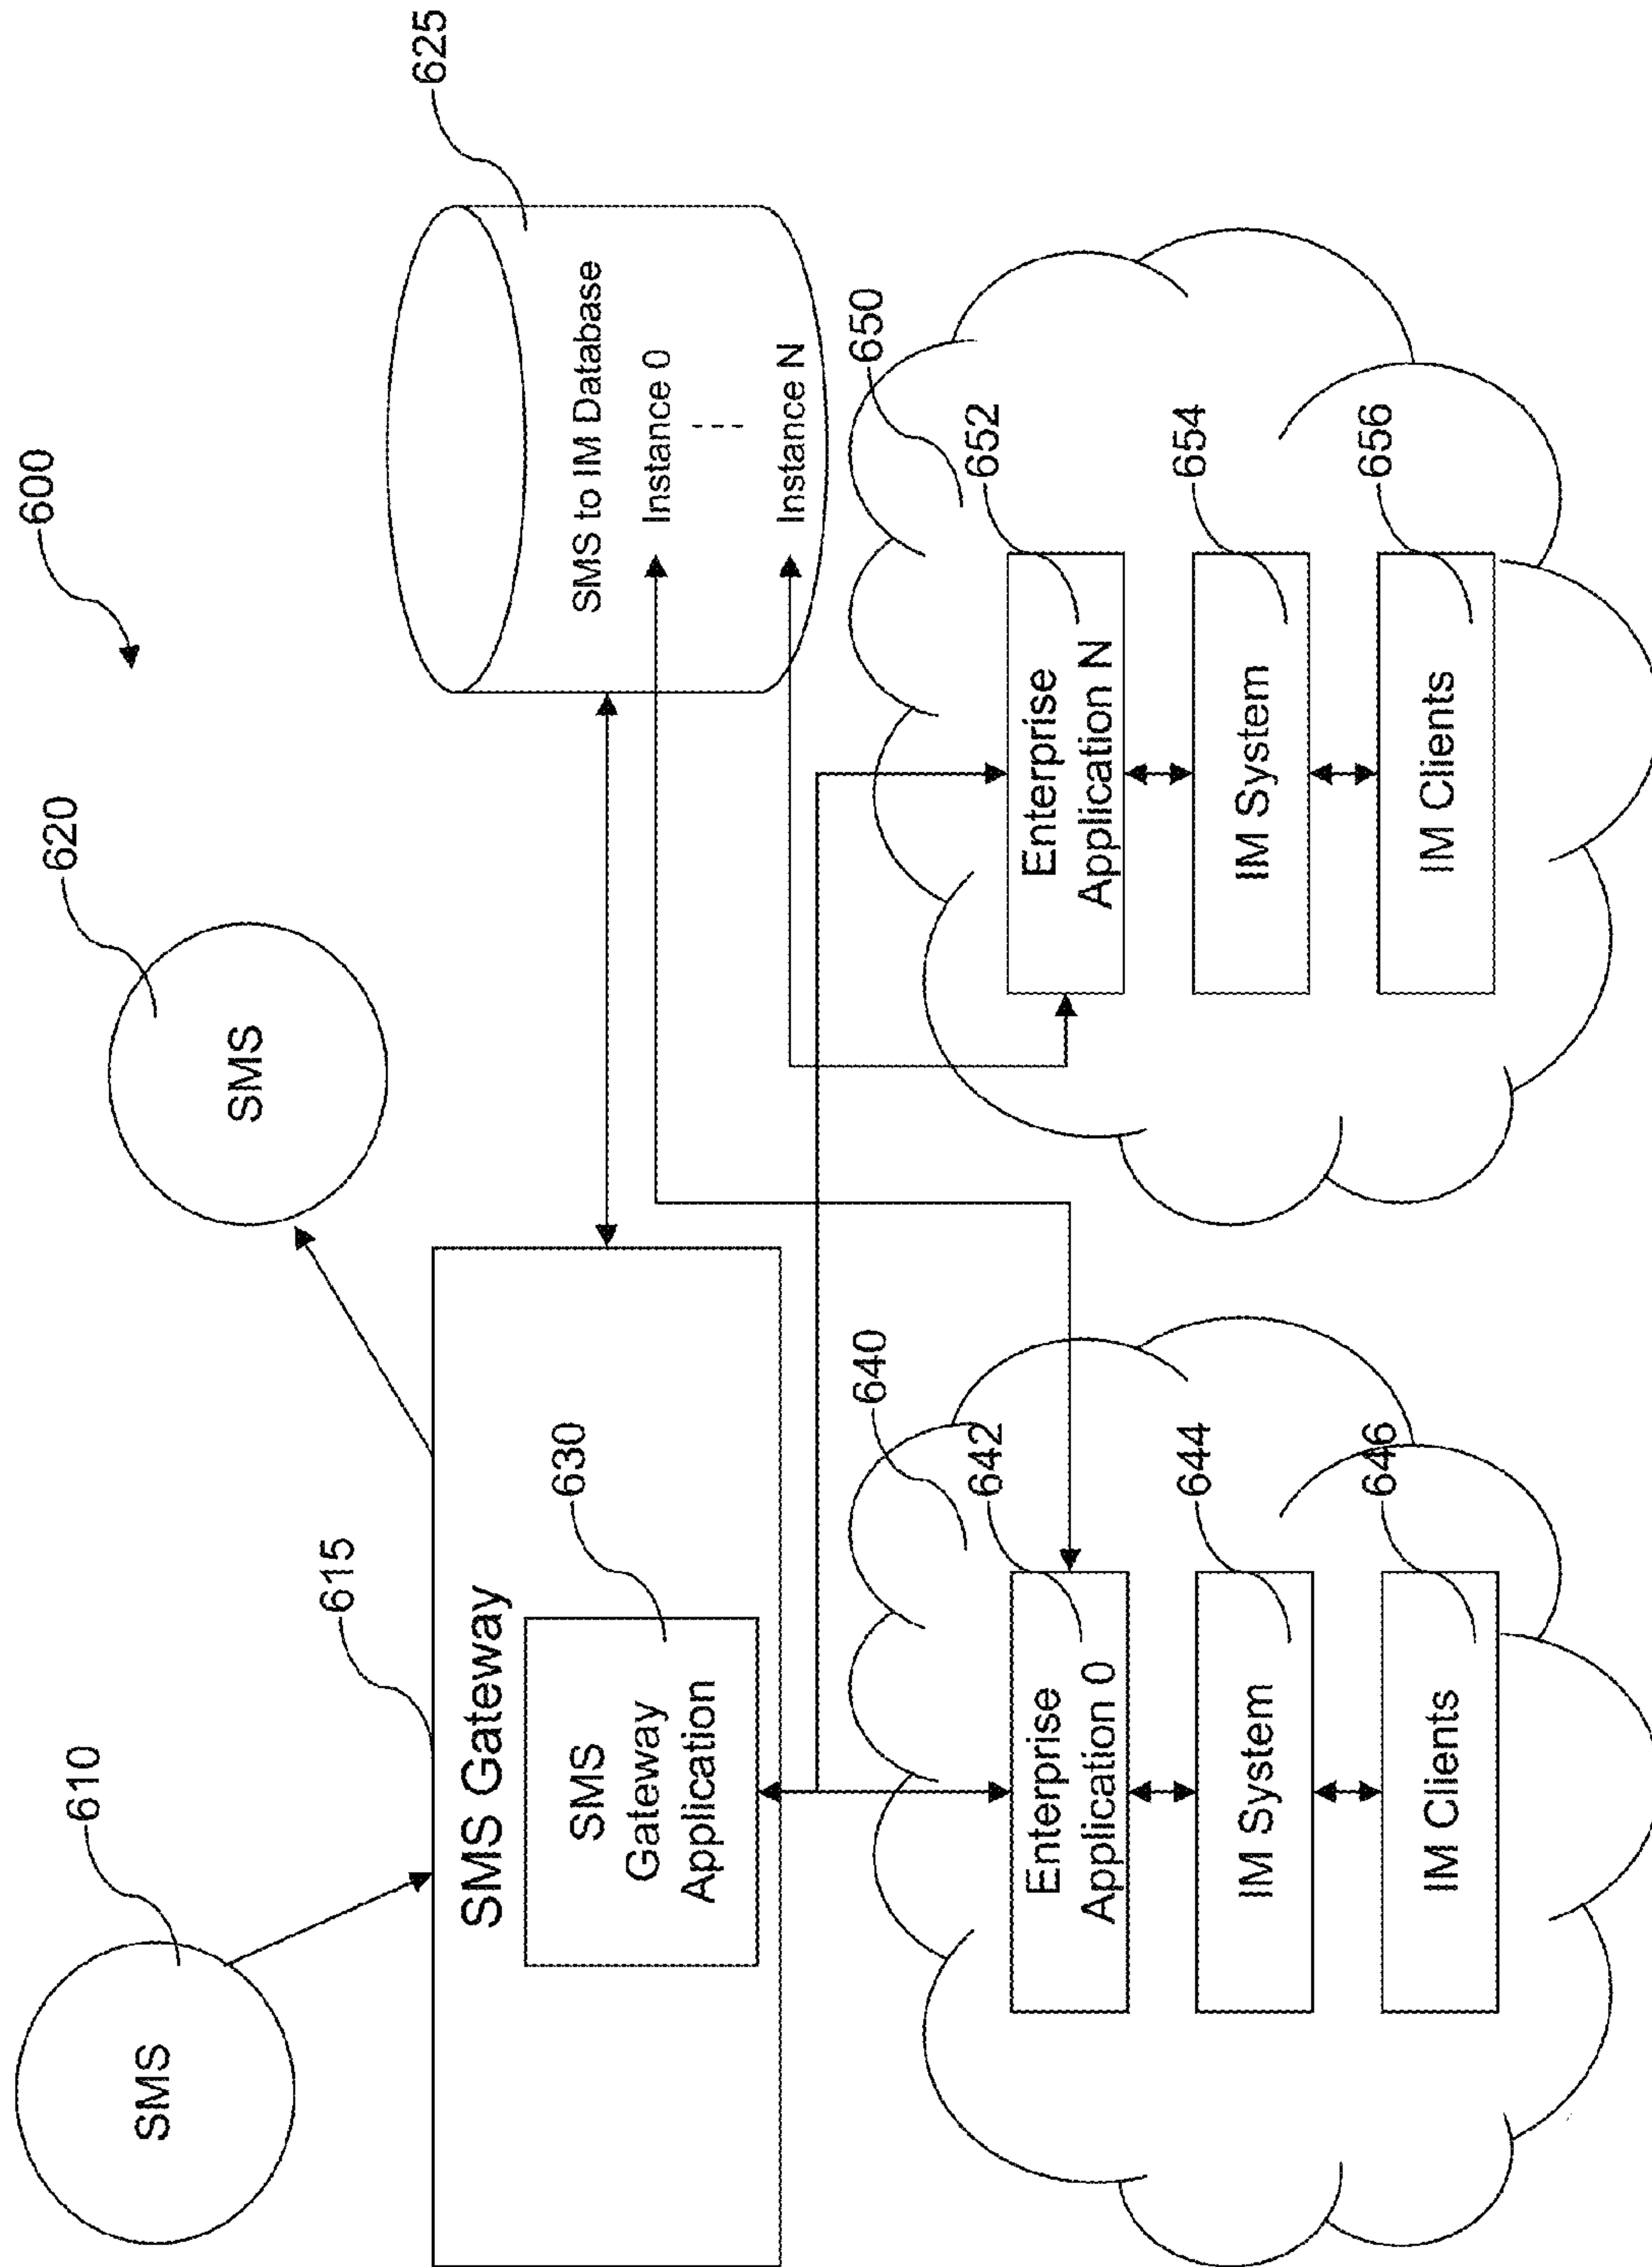 600
610
SMS
620
SMS
615
SMS Gateway
630
SMS
Gateway
Application
625
SMS to IM Database
Instance 0
Instance N
640
642
Enterprise
Application 0
644
IM System
646
IM Clients
650
652
Enterprise
Application N
654
IM System
656
IM Clients